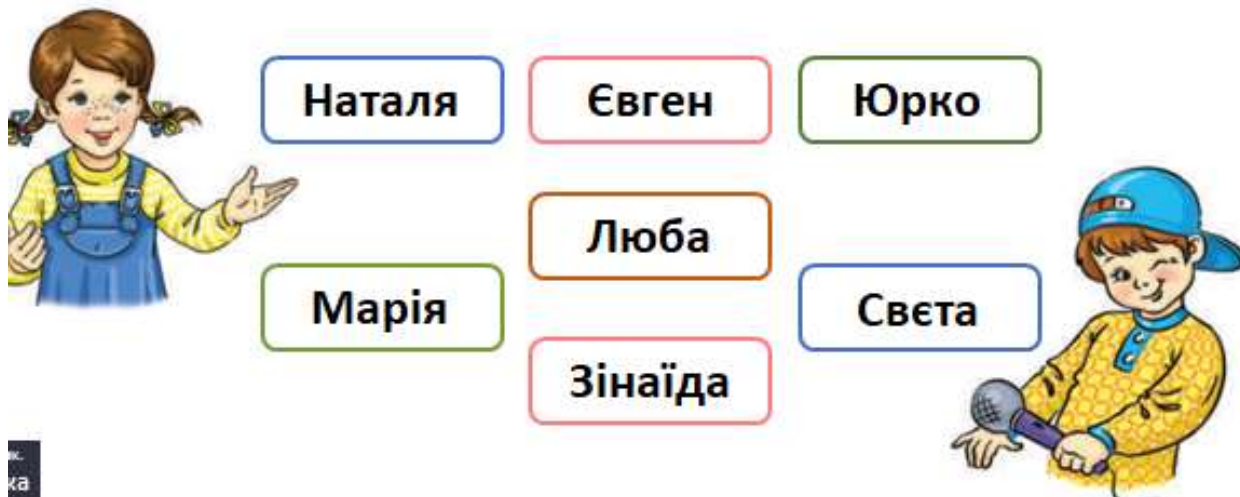 Наталя
Євген
Юрко
Люба
Марія
Свєта
Зінаїда